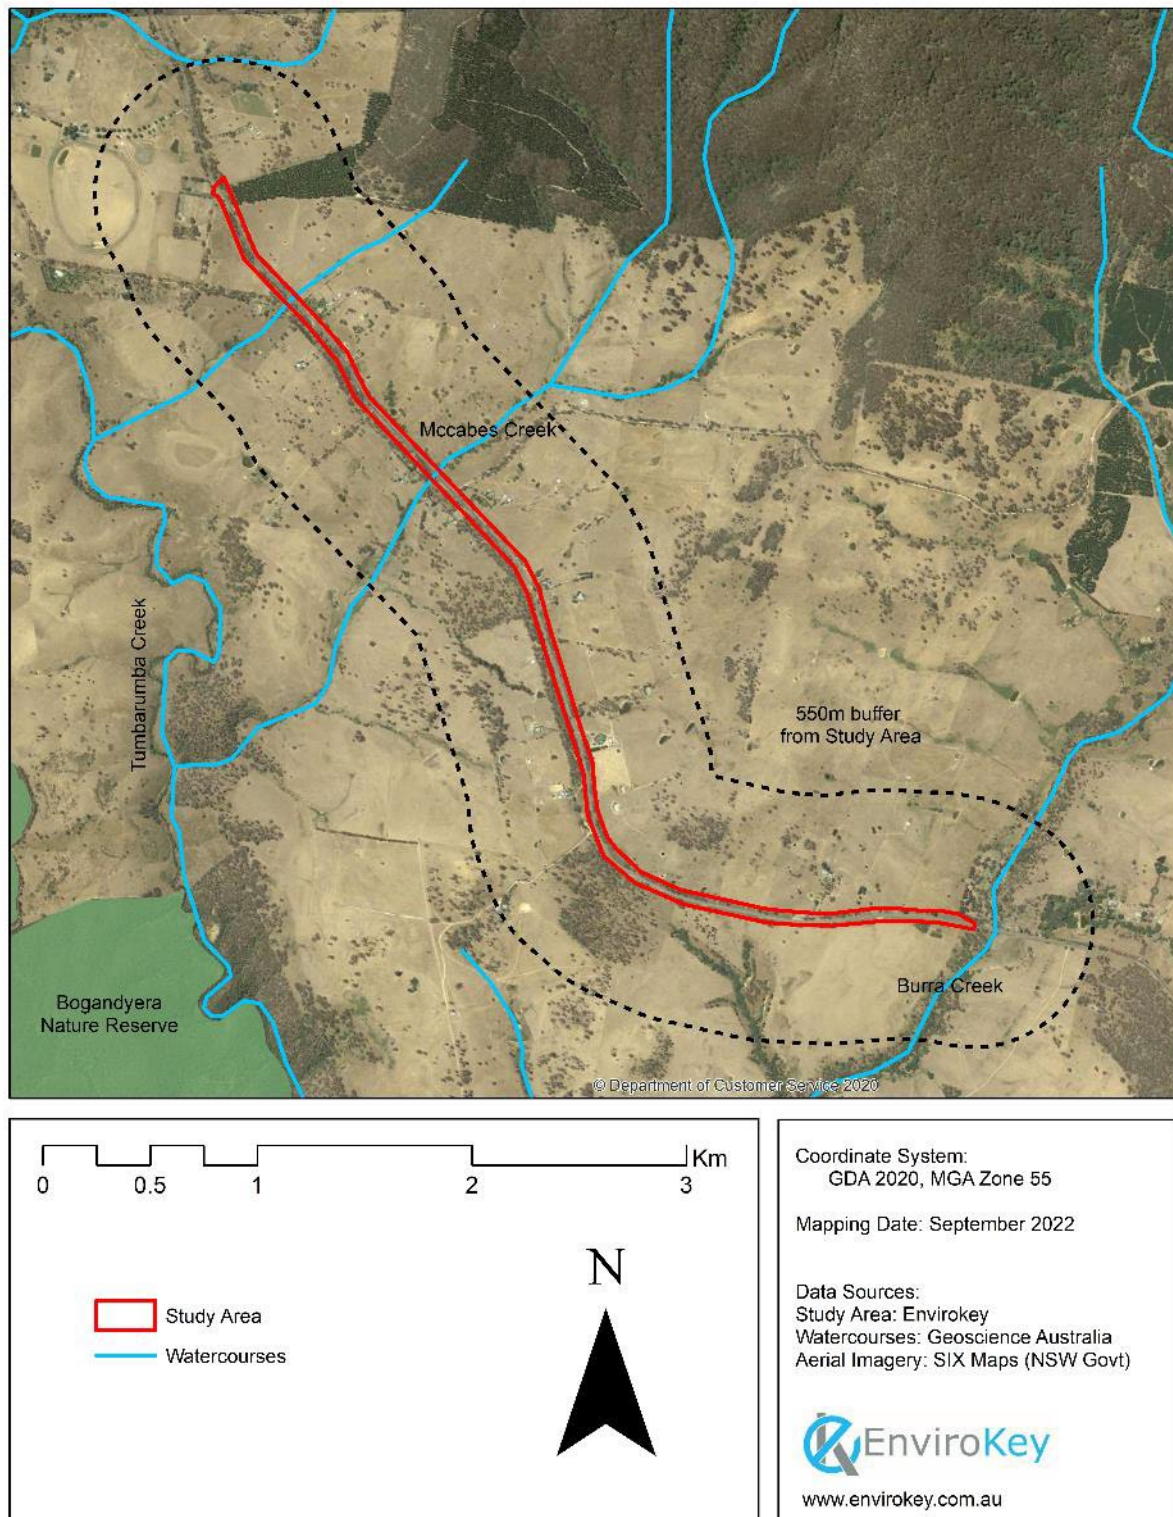 Mccabes Creek
Tumbarumba Creek
550m buffer
from Study Area
Bogandyera
Nature Reserve
Burra Creek
© Department of Customer Service 2020
Km
0 0.5 1 2 3
N
Study Area
Watercourses
Coordinate System:
GDA 2020, MGA Zone 55
Mapping Date: September 2022
Data Sources:
Study Area: Envirokey
Watercourses: Geoscience Australia
Aerial Imagery: SIX Maps (NSW Govt)
EnviroKey
www.envirokey.com.au